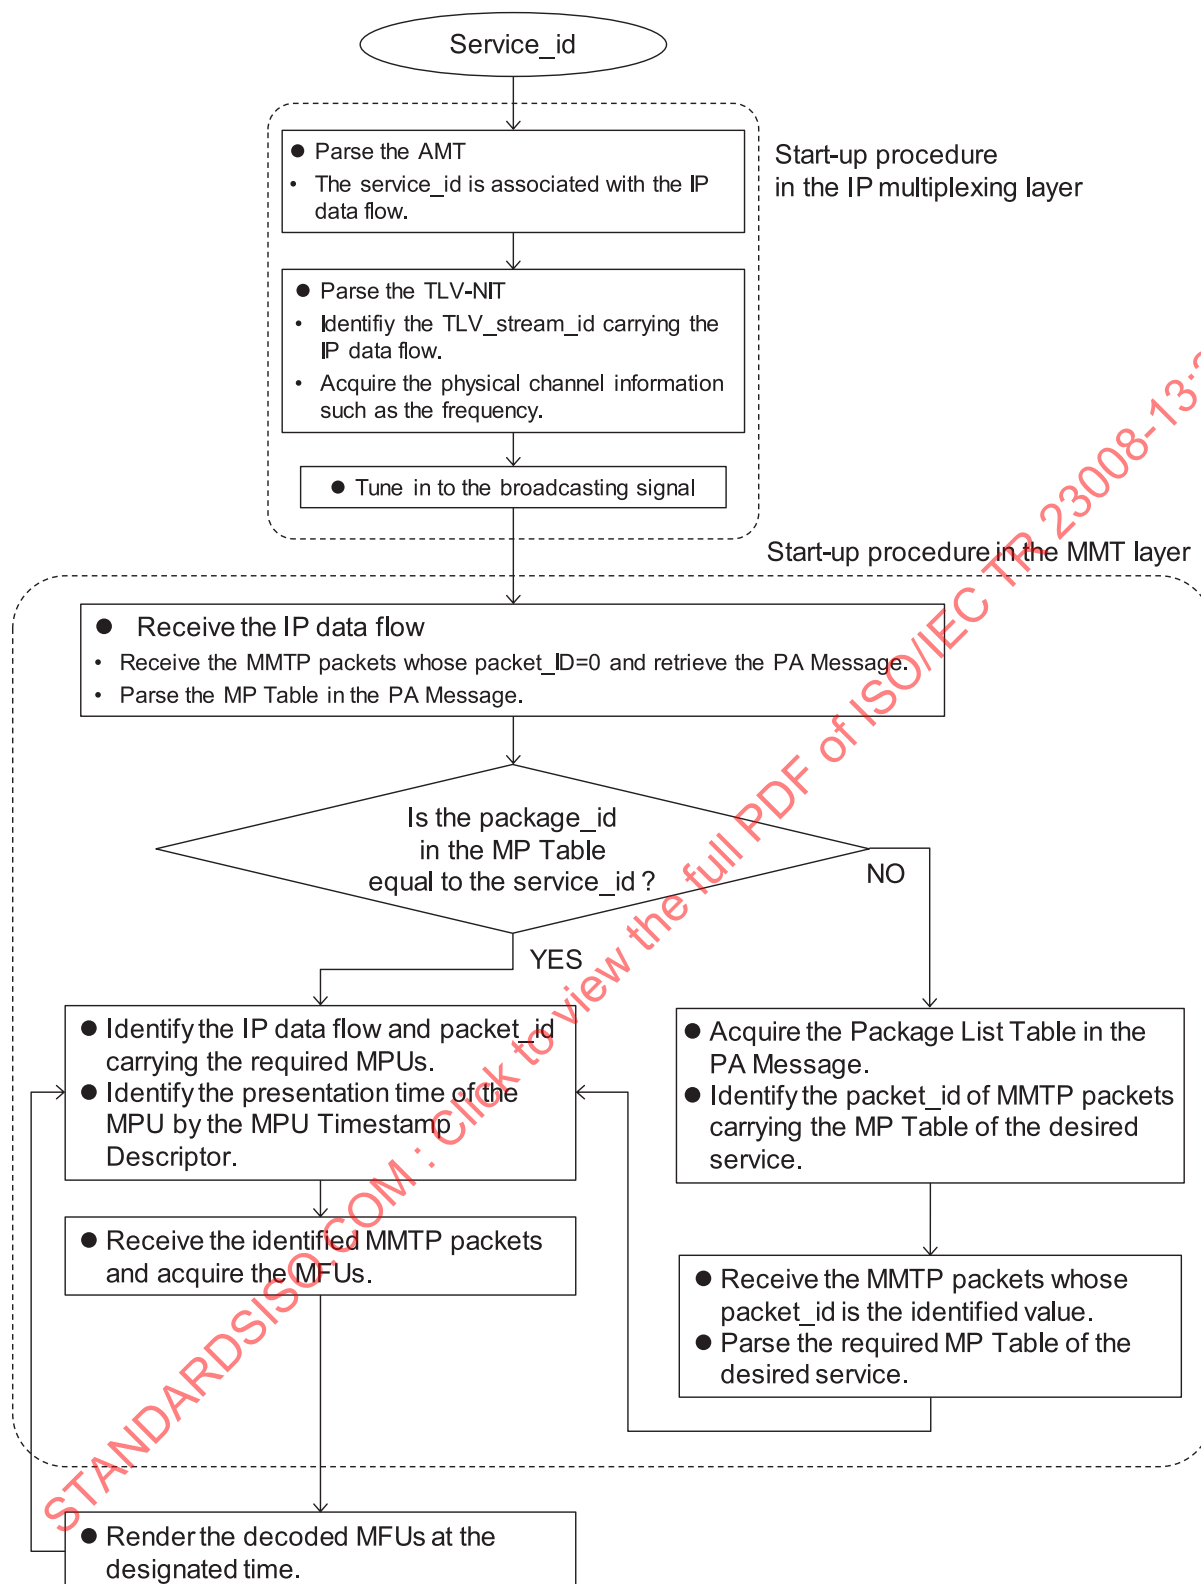 Service_id
● Parse the AMT
• The service_id is associated with the IP
data flow.
Start-up procedure
in the IP multiplexing layer
● Parse the TLV-NIT
• Identifiy the TLV_stream_id carrying the
IP data flow.
• Acquire the physical channel information
such as the frequency.
● Tune in to the broadcasting signal
Start-up procedure in the MMT layer
● Receive the IP data flow
• Receive the MMTP packets whose packet_ID=0 and retrieve the PA Message.
• Parse the MP Table in the PA Message.
Is the package_id
in the MP Table
equal to the service_id ?
NO
YES
● Identify the IP data flow and packet_id
carrying the required MPUs.
● Identify the presentation time of the
MPU by the MPU Timestamp
Descriptor.
● Acquire the Package List Table in the
PA Message.
● Identify the packet_id of MMTP packets
carrying the MP Table of the desired
service.
● Receive the identified MMTP packets
and acquire the MFUs.
● Receive the MMTP packets whose
packet_id is the identified value.
● Parse the required MP Table of the
desired service.
● Render the decoded MFUs at the
designated time.
STANDARDSISO.COM : Click to view the full PDF of ISO/IEC TR 23008-13: